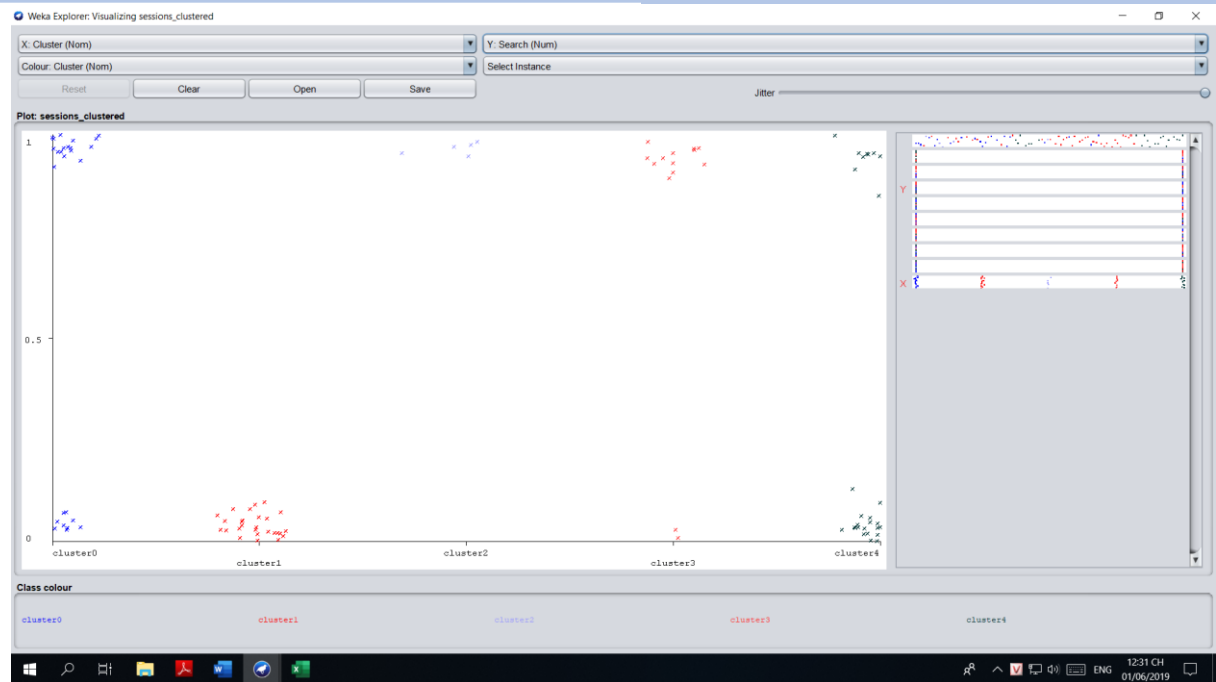 Weka Explorer: Visualizing sessions_clustered
X: Cluster (Nom) Y: Search (Num)
Colour: Cluster (Nom) Select Instance
Reset Clear Open Save Jitter
Plot: sessions_clustered
1
0.5
0
cluster0 cluster2 cluster4
cluster1 cluster3
Y
X
Class colour
cluster0 cluster1 cluster2 cluster3 cluster4
ENG 12:31 CH
01/06/2019